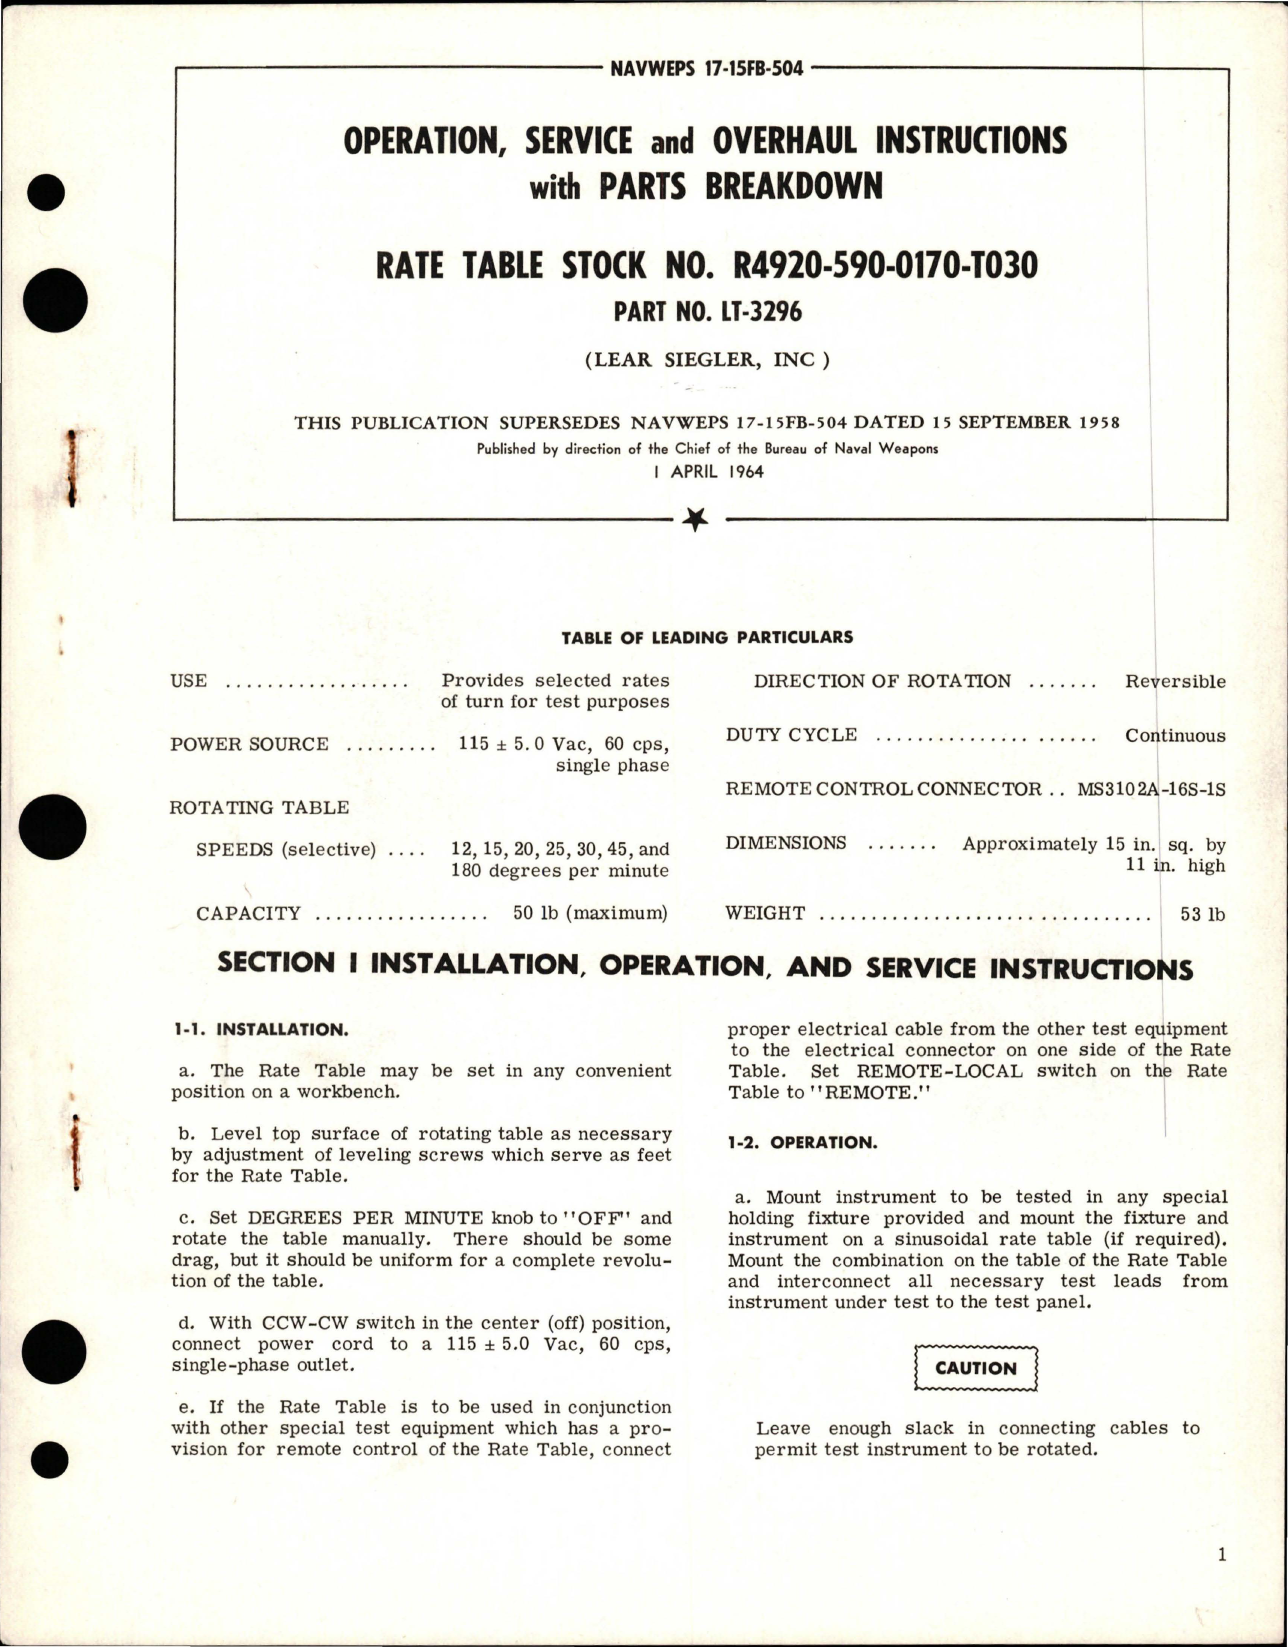 NAVWEPS 17-15FB-504
OPERATION, SERVICE and OVERHAUL INSTRUCTIONS
with PARTS BREAKDOWN
RATE TABLE STOCK NO. R4920-590-0170-T030
PART NO. LT-3296
(LEAR SIEGLER, INC )
THIS PUBLICATION SUPERSEDES NAVWEPS 17-15FB-504 DATED 15 SEPTEMBER 1958
Published by direction of the Chief of the Bureau of Naval Weapons
1 APRIL 1964
TABLE OF LEADING PARTICULARS
USE .................. Provides selected rates
of turn for test purposes
POWER SOURCE ......... 115 ± 5.0 Vac, 60 cps,
single phase
ROTATING TABLE
SPEEDS (selective) .... 12, 15, 20, 25, 30, 45, and
180 degrees per minute
CAPACITY ................. 50 lb (maximum)
DIRECTION OF ROTATION ....... Reversible
DUTY CYCLE ..................... Continuous
REMOTE CONTROL CONNECTOR .. MS3102A-16S-1S
DIMENSIONS ....... Approximately 15 in. sq. by
11 in. high
WEIGHT ................................ 53 lb
SECTION I INSTALLATION, OPERATION, AND SERVICE INSTRUCTIONS
1-1. INSTALLATION.
a. The Rate Table may be set in any convenient
position on a workbench.
b. Level top surface of rotating table as necessary
by adjustment of leveling screws which serve as feet
for the Rate Table.
c. Set DEGREES PER MINUTE knob to "OFF" and
rotate the table manually. There should be some
drag, but it should be uniform for a complete revolu-
tion of the table.
d. With CCW-CW switch in the center (off) position,
connect power cord to a 115 ± 5.0 Vac, 60 cps,
single-phase outlet.
e. If the Rate Table is to be used in conjunction
with other special test equipment which has a pro-
vision for remote control of the Rate Table, connect
proper electrical cable from the other test equipment
to the electrical connector on one side of the Rate
Table. Set REMOTE-LOCAL switch on the Rate
Table to "REMOTE."
1-2. OPERATION.
a. Mount instrument to be tested in any special
holding fixture provided and mount the fixture and
instrument on a sinusoidal rate table (if required).
Mount the combination on the table of the Rate Table
and interconnect all necessary test leads from
instrument under test to the test panel.
CAUTION
Leave enough slack in connecting cables to
permit test instrument to be rotated.
1